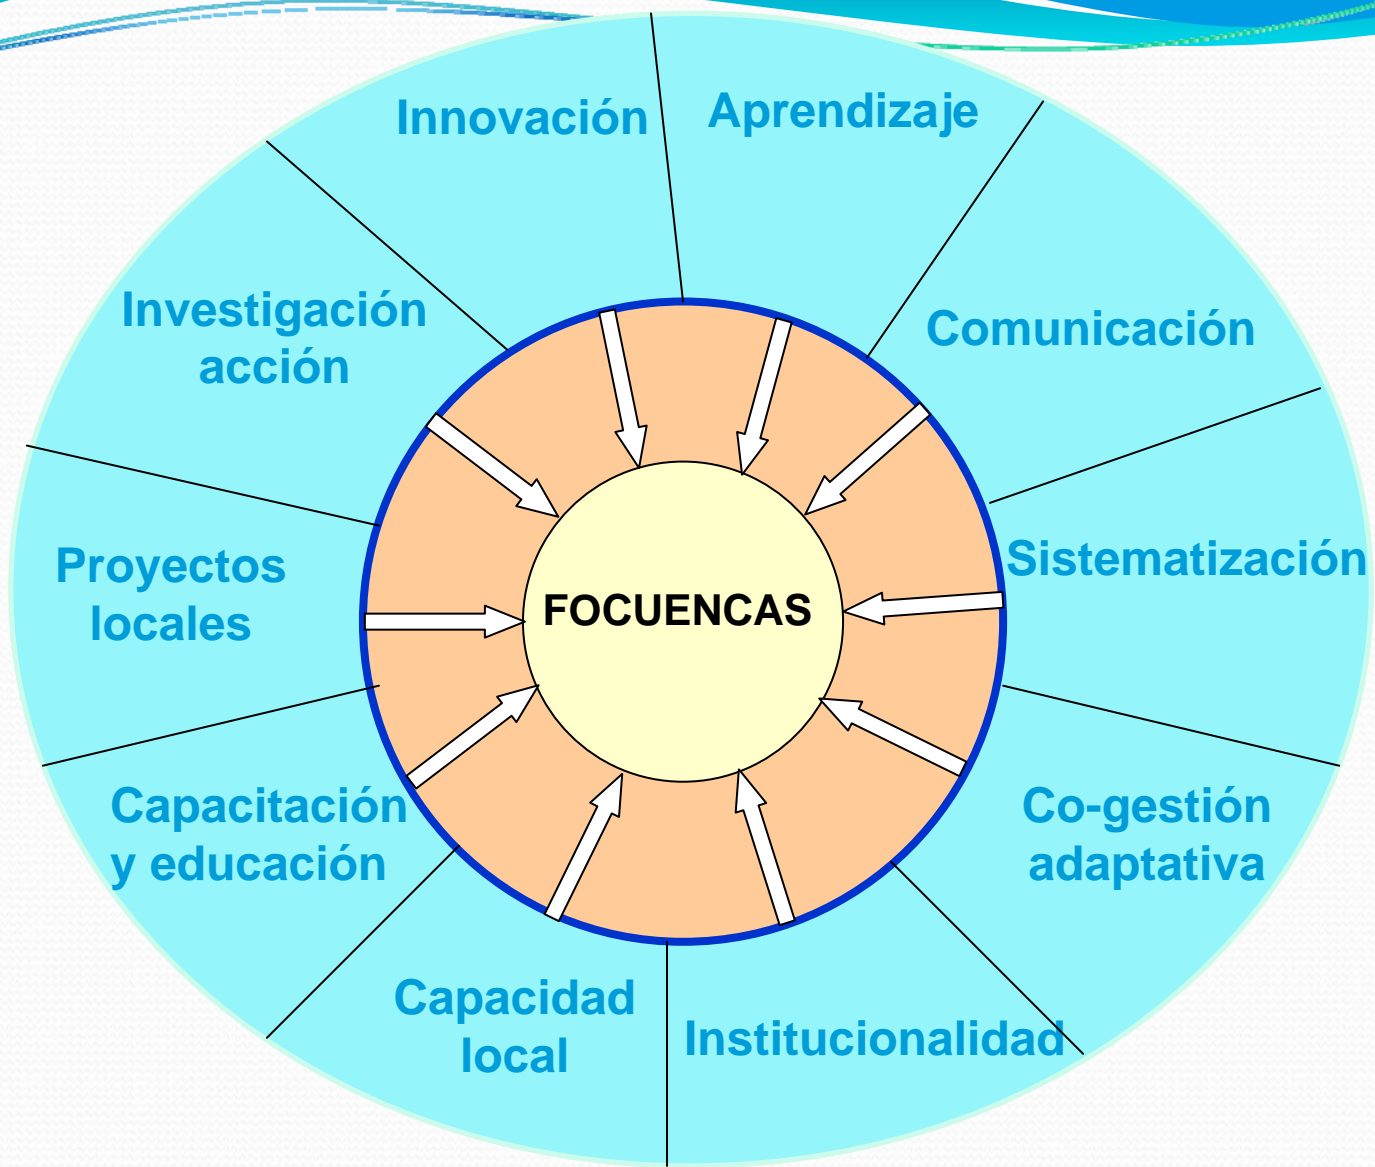 Innovación
Aprendizaje
Investigación
acción
Comunicación
Proyectos
locales
FOCUENCAS
Sistematización
Capacitación
y educación
Co-gestión
adaptativa
Capacidad
local
Institucionalidad